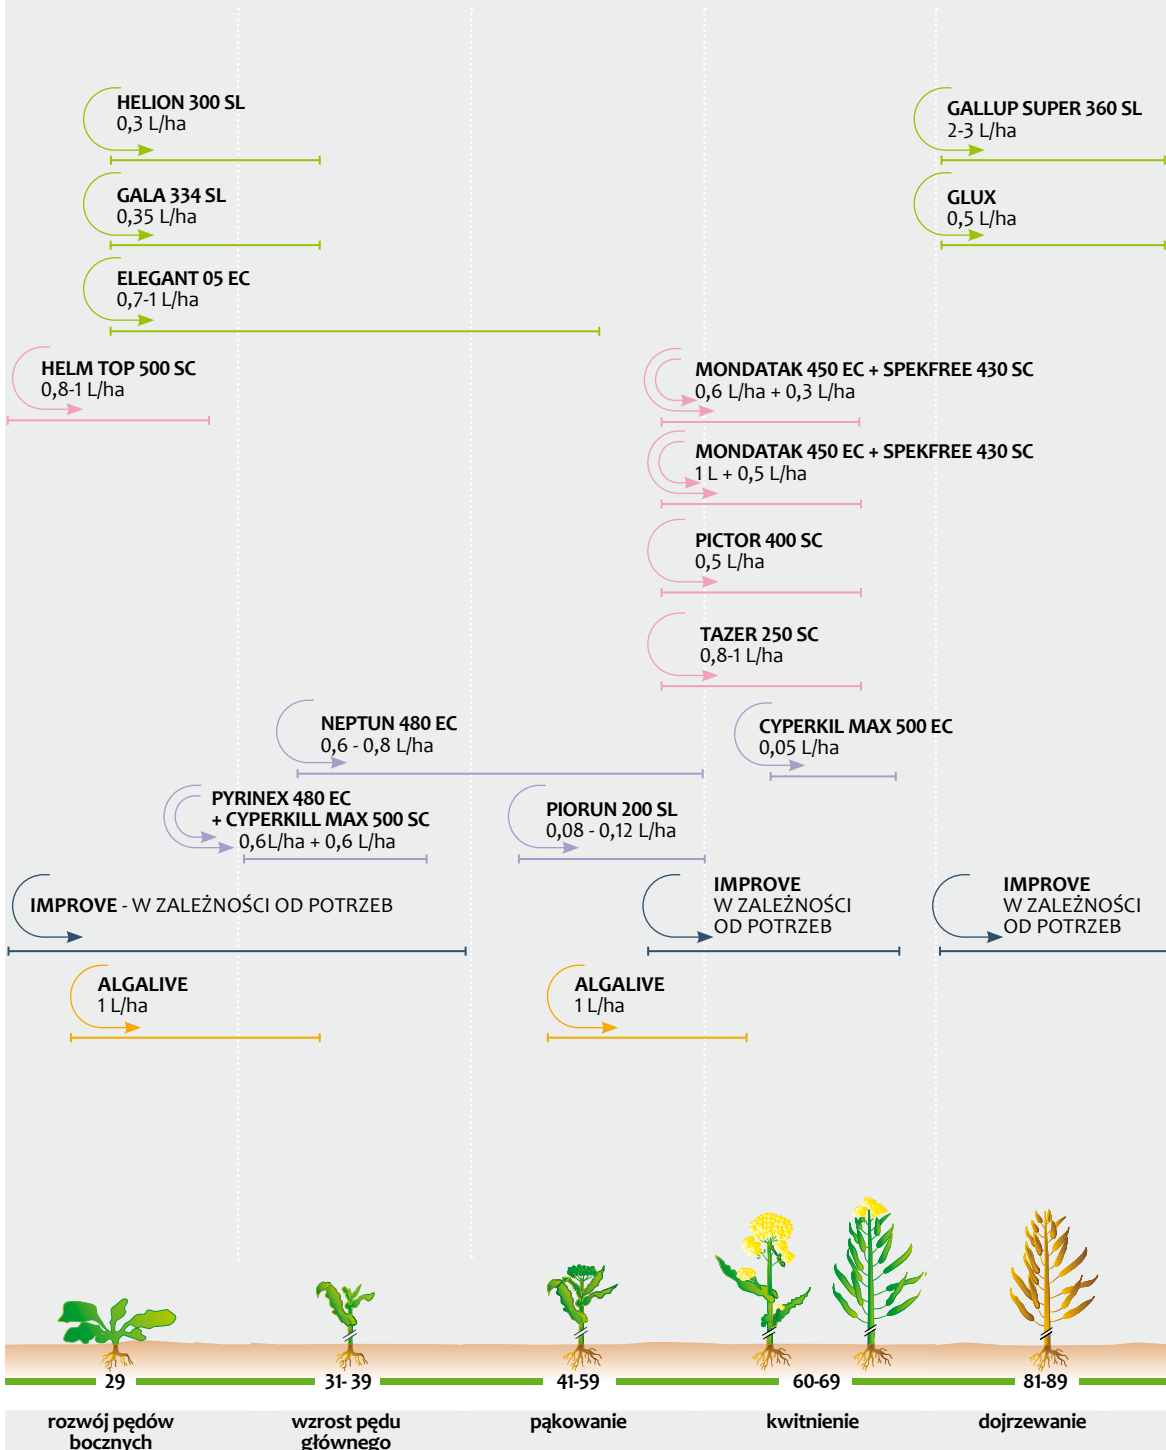 HELION 300 SL
0,3 L/ha
GALLUP SUPER 360 SL
2-3 L/ha
GALA 334 SL
0,35 L/ha
GLUX
0,5 L/ha
ELEGANT 05 EC
0,7-1 L/ha
HELM TOP 500 SC
0,8-1 L/ha
MONDATAK 450 EC + SPEKFREE 430 SC
0,6 L/ha + 0,3 L/ha
MONDATAK 450 EC + SPEKFREE 430 SC
1 L + 0,5 L/ha
PICTOR 400 SC
0,5 L/ha
TAZER 250 SC
0,8-1 L/ha
NEPTUN 480 EC
0,6 - 0,8 L/ha
CYPERKIL MAX 500 EC
0,05 L/ha
PYRINEX 480 EC
+ CYPERKILL MAX 500 SC
0,6L/ha + 0,6 L/ha
PIORUN 200 SL
0,08 - 0,12 L/ha
IMPROVE - W ZALEŻNOŚCI OD POTRZEB
IMPROVE
W ZALEŻNOŚCI
OD POTRZEB
IMPROVE
W ZALEŻNOŚCI
OD POTRZEB
ALGALIVE
1 L/ha
ALGALIVE
1 L/ha
29
31- 39
41-59
60-69
81-89
rozwój pędów
bocznych
wzrost pędu
głównego
pąkowanie
kwitnienie
dojrzewanie